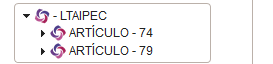 - LTAIPEC
ARTÍCULO - 74
ARTÍCULO - 79